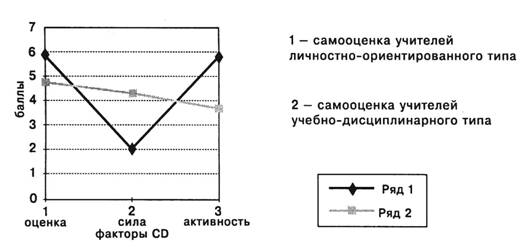 7
6
5
4
3
2
1
0
баллы
1 2 3
оценка сила активность
факторы CD
1 – самооценка учителей
личностно-ориентированного типа
2 – самооценка учителей
учебно-дисциплинарного типа
Ряд 1
Ряд 2